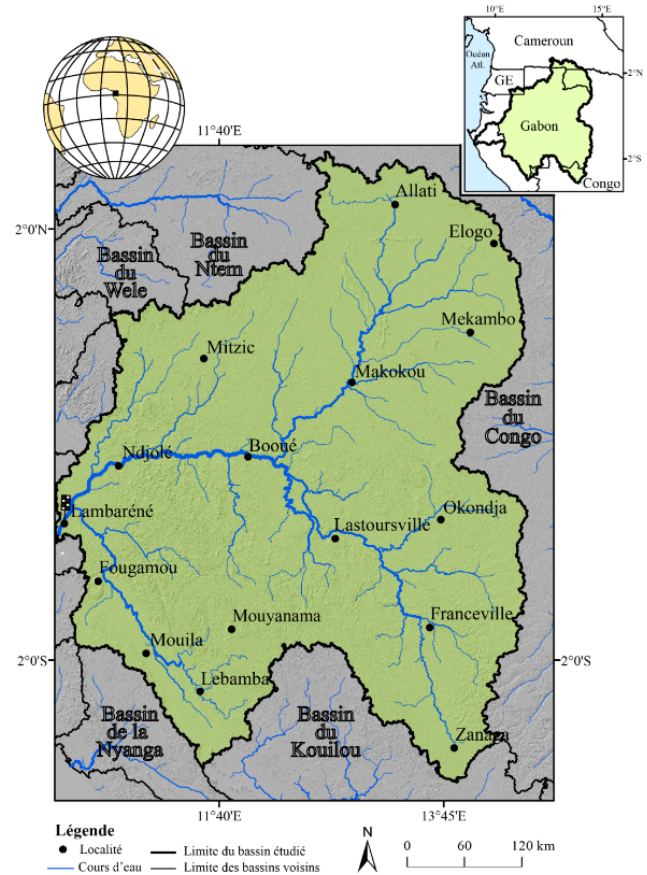 10°E
15°E
Cameroun
Océan
Atl.
2°N
GE
Gabon
2°S
Congo
11°40'E
Allati
2°0'N
Elogo
Bassin
du
Ntem
Bassin
du
Wele
Mekambo
Mitzic
Makokou
Bassin
du
Congo
Booué
Ndjolé
Okondja
Lambaréné
Lastoursville
Fougamou
Mouyanama
Franceville
Mouila
2°0'S
2°0'S
Lebamba
Bassin
de la
Nyanga
Bassin
du
Kouilou
Zanaga
11°40'E
13°45'E
Légende
Localité
Limite du bassin étudié
Cours d'eau
Limite des bassins voisins
N
0
60
120 km